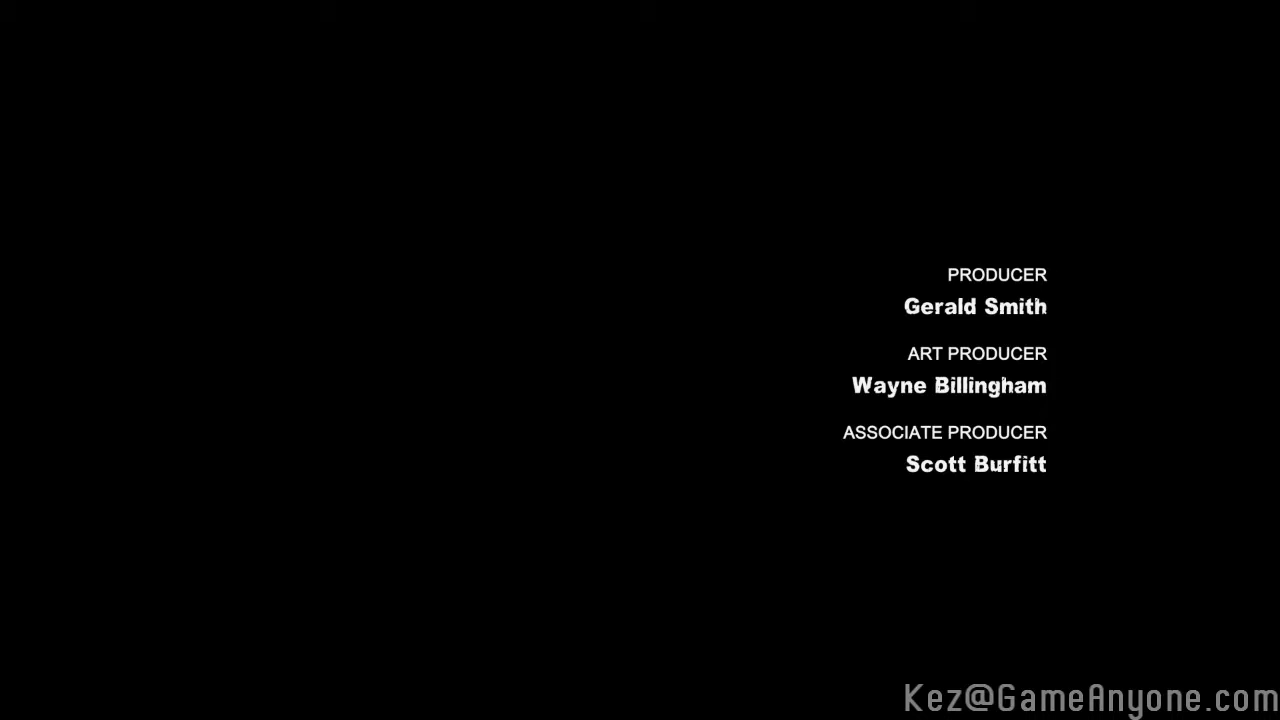 PRODUCER
Gerald Smith
ART PRODUCER
Wayne Billingham
ASSOCIATE PRODUCER
Scott Burfitt
Kez@GameAnyone.com